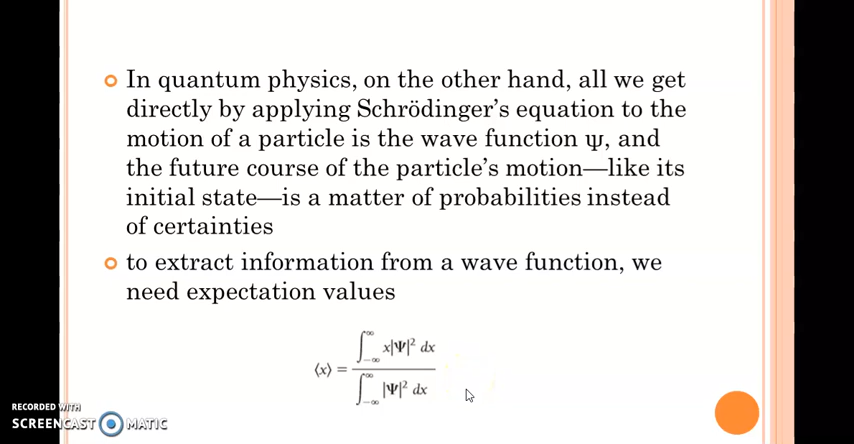 In quantum physics, on the other hand, all we get
directly by applying Schrödinger's equation to the
motion of a particle is the wave function ψ, and
the future course of the particle's motion—like its
initial state—is a matter of probabilities instead
of certainties
to extract information from a wave function, we
need expectation values
⟨x⟩ = ∫_{-∞}^{∞} x|Ψ|² dx / ∫_{-∞}^{∞} |Ψ|² dx
RECORDED WITH
SCREENCAST MATIC